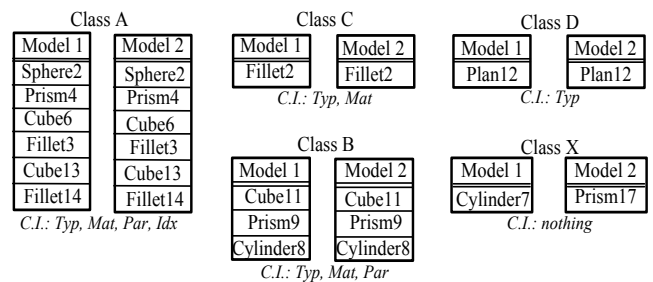 Class A
Model 1 Model 2
Sphere2 Sphere2
Prism4 Prism4
Cube6 Cube6
Fillet3 Fillet3
Cube13 Cube13
Fillet14 Fillet14
C.I.: Typ, Mat, Par, Idx
Class C
Model 1 Model 2
Fillet2 Fillet2
C.I.: Typ, Mat
Class D
Model 1 Model 2
Plan12 Plan12
C.I.: Typ
Class B
Model 1 Model 2
Cube11 Cube11
Prism9 Prism9
Cylinder8 Cylinder8
C.I.: Typ, Mat, Par
Class X
Model 1 Model 2
Cylinder7 Prism17
C.I.: nothing